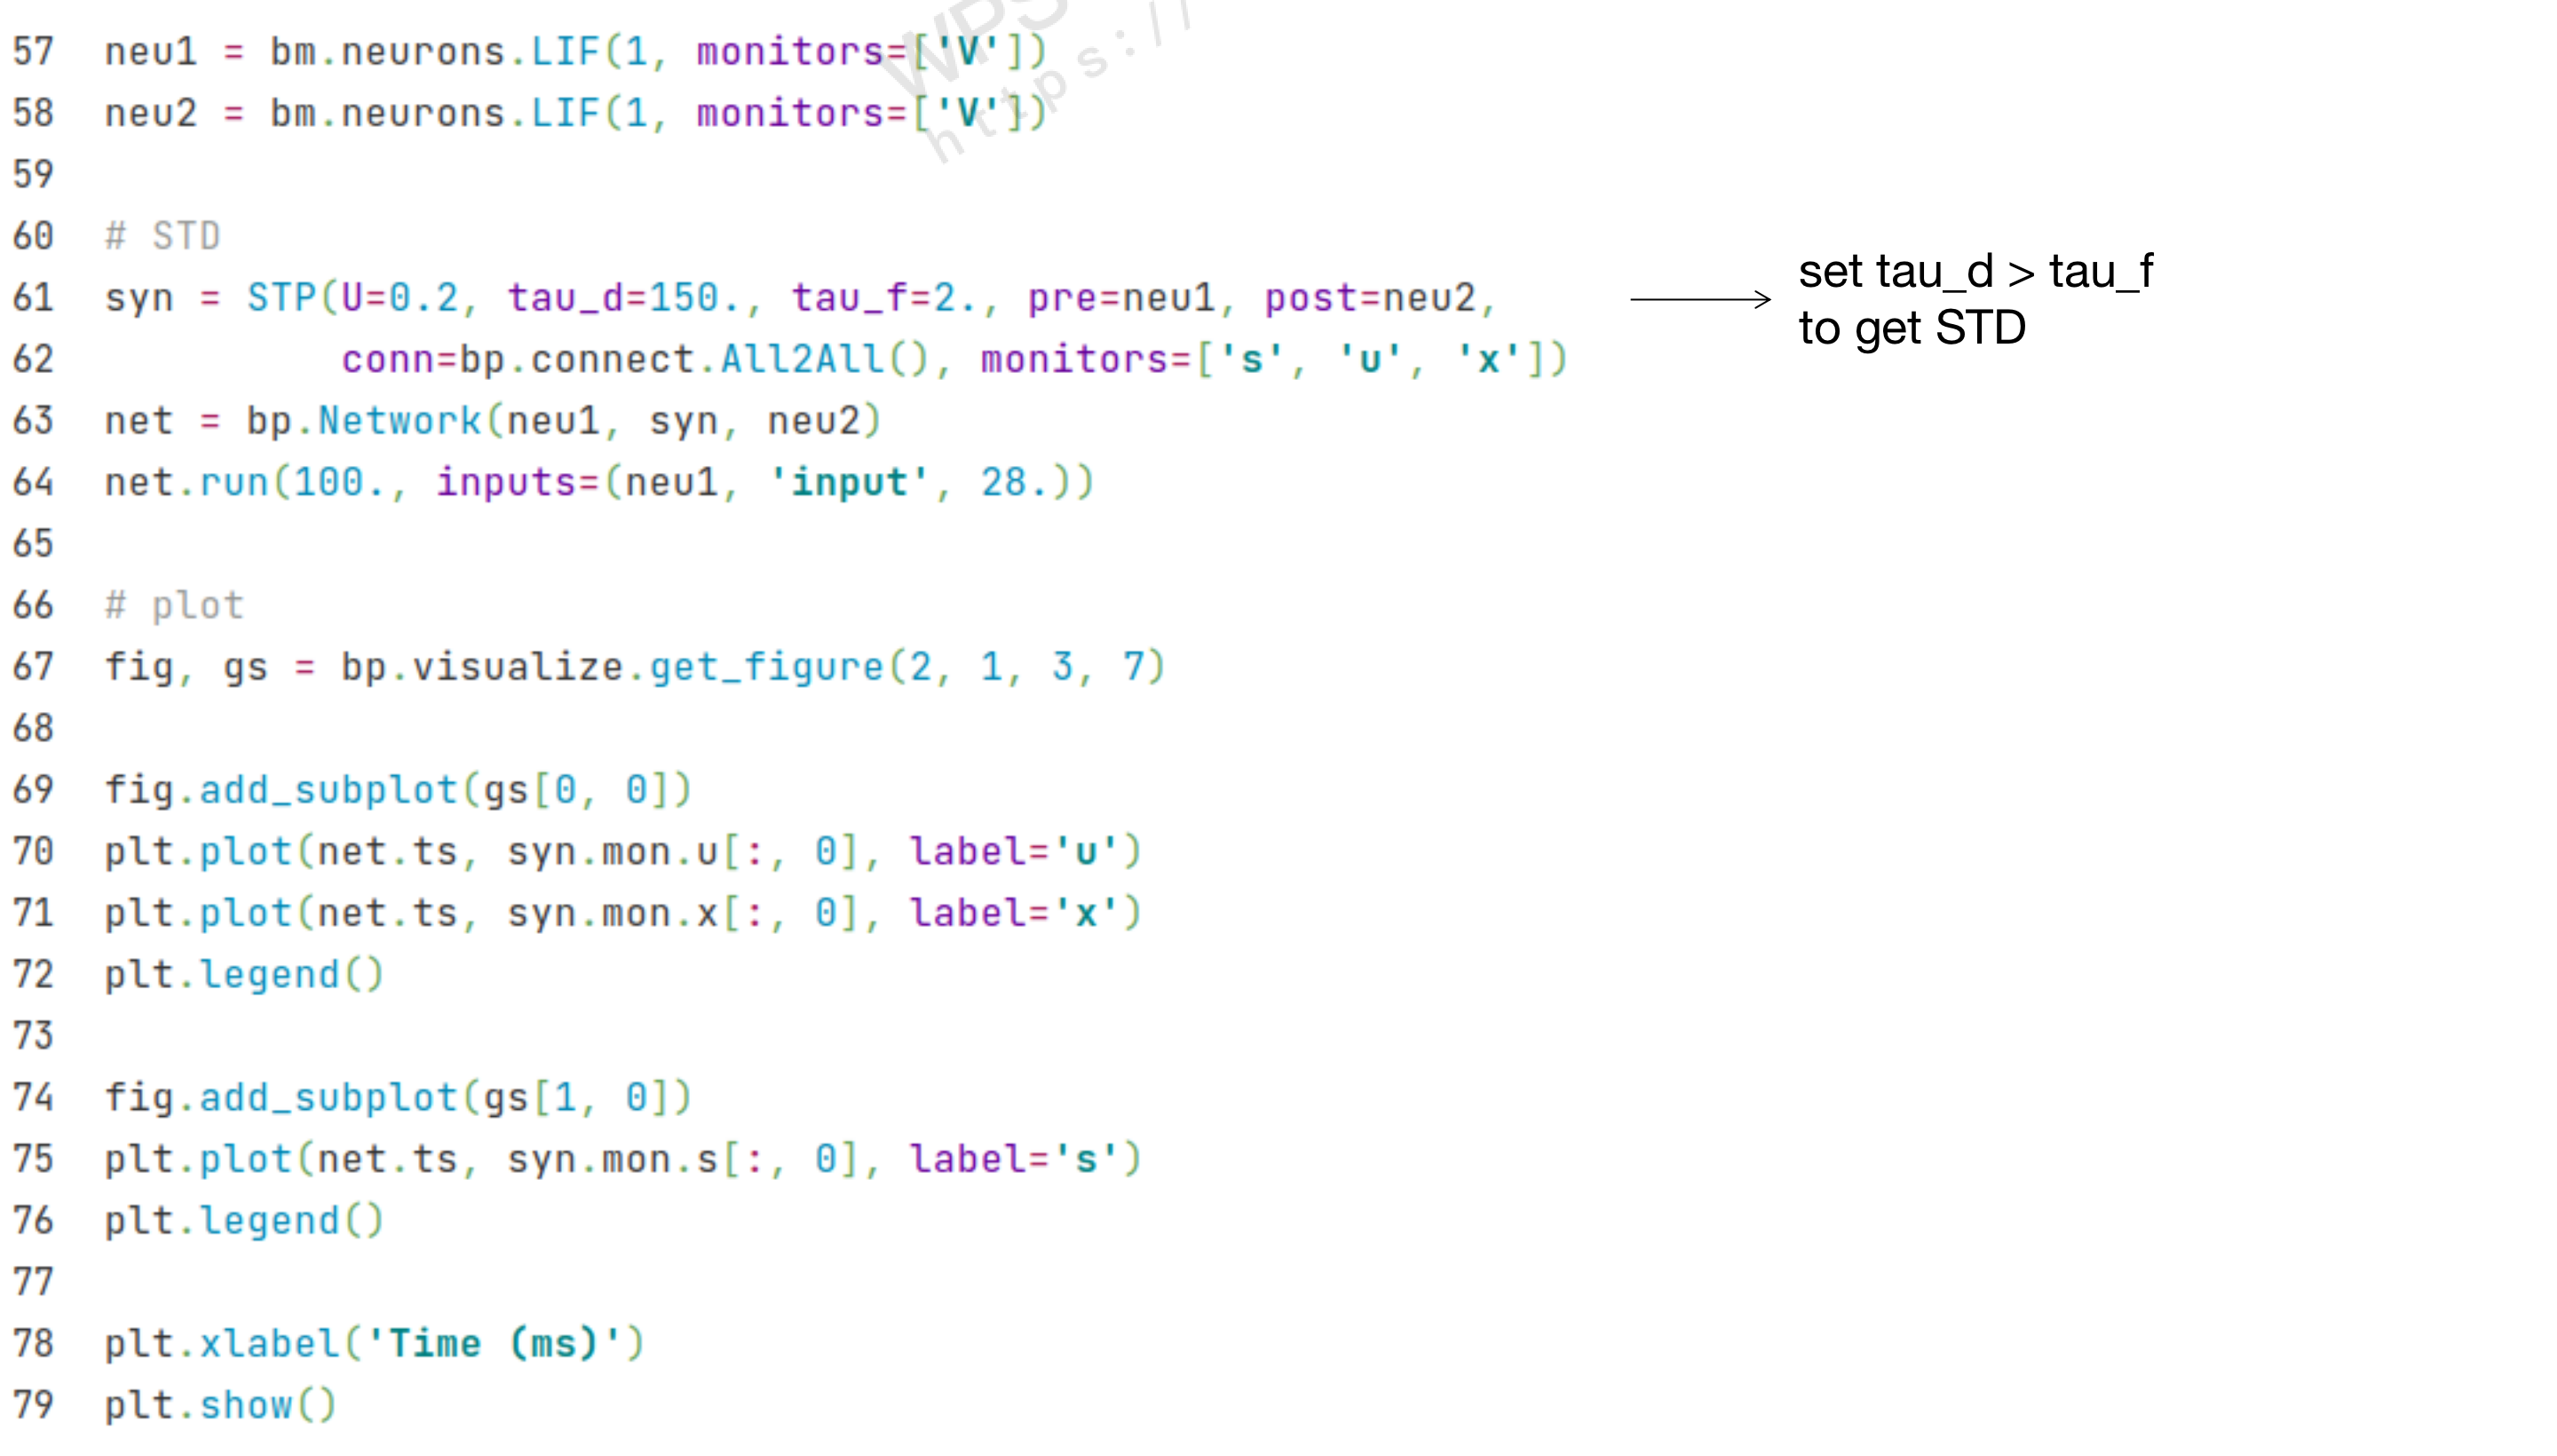 WPS
https://
57 neu1 = bm.neurons.LIF(1, monitors=['V'])
58 neu2 = bm.neurons.LIF(1, monitors=['V'])
59
60 # STD
61 syn = STP(U=0.2, tau_d=150., tau_f=2., pre=neu1, post=neu2,
set tau_d > tau_f
to get STD
62 conn=bp.connect.All2All(), monitors=['s', 'u', 'x'])
63 net = bp.Network(neu1, syn, neu2)
64 net.run(100., inputs=(neu1, 'input', 28.))
65
66 # plot
67 fig, gs = bp.visualize.get_figure(2, 1, 3, 7)
68
69 fig.add_subplot(gs[0, 0])
70 plt.plot(net.ts, syn.mon.u[:, 0], label='u')
71 plt.plot(net.ts, syn.mon.x[:, 0], label='x')
72 plt.legend()
73
74 fig.add_subplot(gs[1, 0])
75 plt.plot(net.ts, syn.mon.s[:, 0], label='s')
76 plt.legend()
77
78 plt.xlabel('Time (ms)')
79 plt.show()